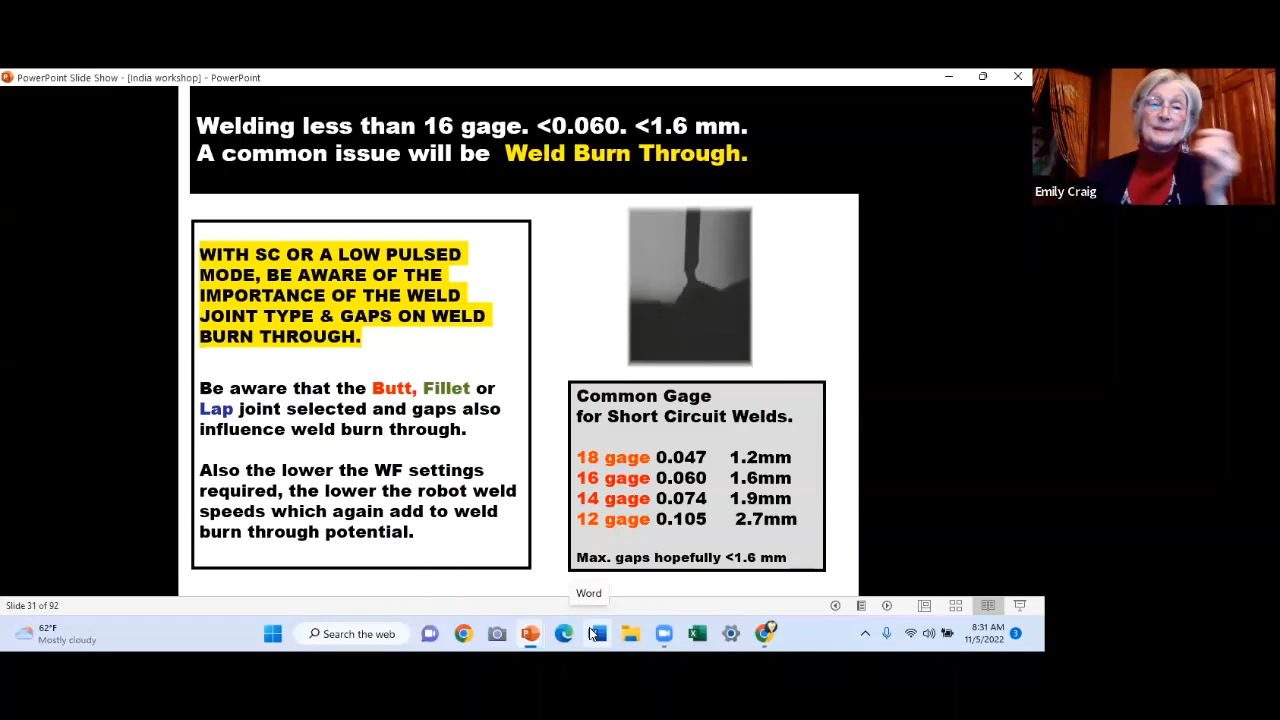 PowerPoint Slide Show - [India workshop] - PowerPoint
Welding less than 16 gage. <0.060. <1.6 mm.
A common issue will be Weld Burn Through.
WITH SC OR A LOW PULSED
MODE, BE AWARE OF THE
IMPORTANCE OF THE WELD
JOINT TYPE & GAPS ON WELD
BURN THROUGH.
Be aware that the Butt, Fillet or
Lap joint selected and gaps also
influence weld burn through.
Also the lower the WF settings
required, the lower the robot weld
speeds which again add to weld
burn through potential.
Common Gage
for Short Circuit Welds.
18 gage 0.047 1.2mm
16 gage 0.060 1.6mm
14 gage 0.074 1.9mm
12 gage 0.105 2.7mm
Max. gaps hopefully <1.6 mm
Emily Craig
Word
Slide 31 of 92
62°F
Mostly cloudy
Search the web
8:31 AM
11/5/2022
3